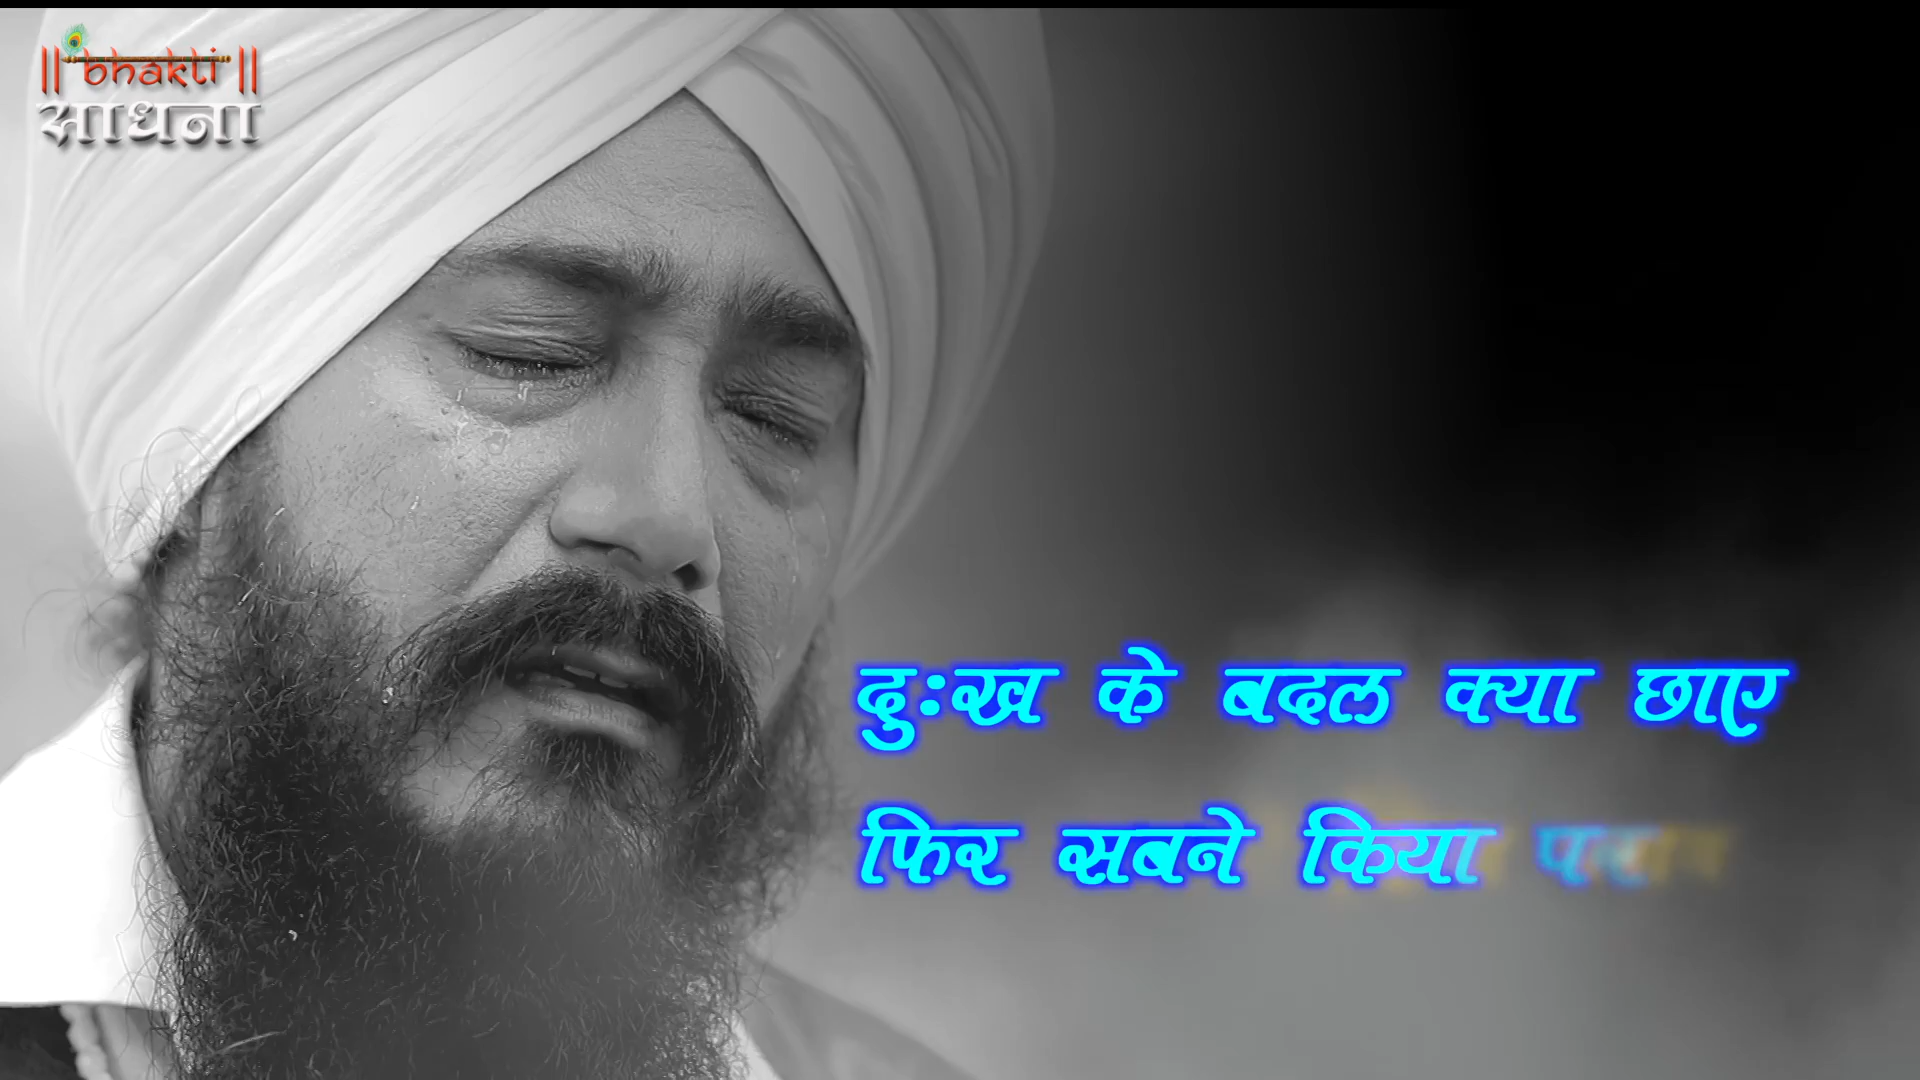 || bhakti ||
साधना
दुःख के बदल क्या छाए
फिर सबने किया